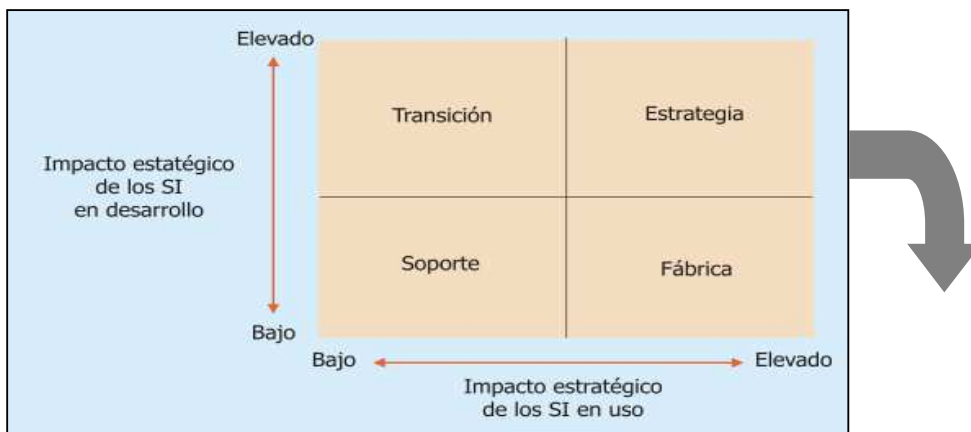 Elevado
Transición
Estrategia
Impacto estatégico
de los SI
en desarrollo
Soporte
Fábrica
Bajo
Bajo
Elevado
Impacto estratégico
de los SI en uso